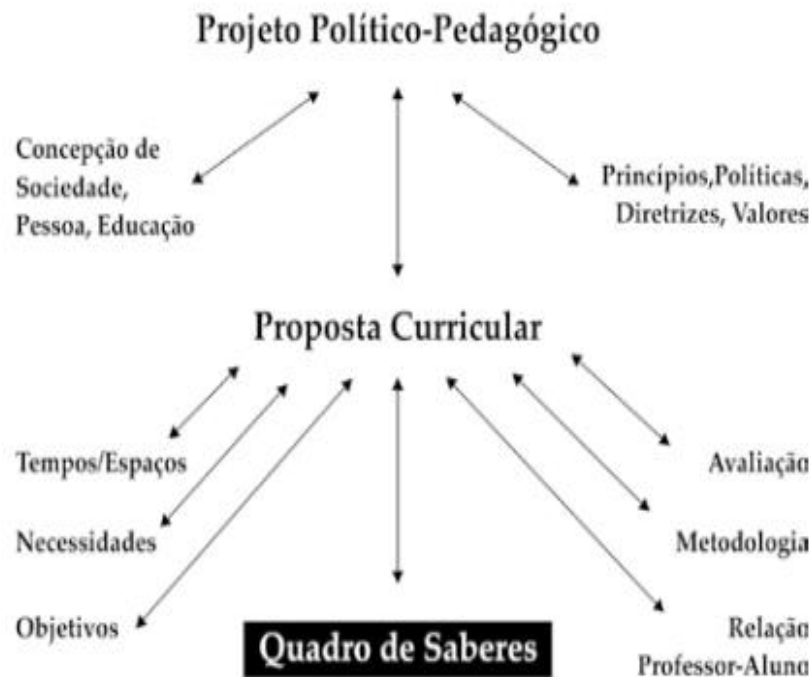 Projeto Político-Pedagógico
Concepção de
Sociedade,
Pessoa, Educação
Princípios,Políticas,
Diretrizes, Valores
Proposta Curricular
Tempos/Espaços
Avaliação
Necessidades
Metodologia
Objetivos
Quadro de Saberes
Relação
Professor-Aluno